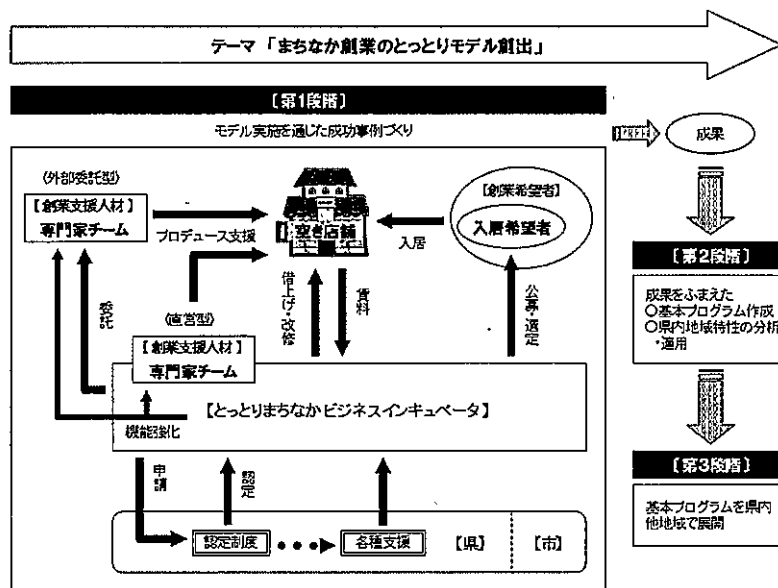 テーマ 「まちなか創業のとっとりモデル創出」
【第1段階】
モデル実施を通じた成功事例づくり
成果
(外部委託型)
【創業支援人材】
専門家チーム
プロデュース支援
空き店舗
入居
【創業希望者】
入居希望者
委託
(直営型)
【創業支援人材】
専門家チーム
借上げ・改修
賃料
公募・選定
【とっとりまちなかビジネスインキュベータ】
機能強化
申請
認定
認定制度
各種支援
【県】
【市】
【第2段階】
成果をふまえた
○基本プログラム作成
○県内地域特性の分析
・運用
【第3段階】
基本プログラムを県内
他地域で展開